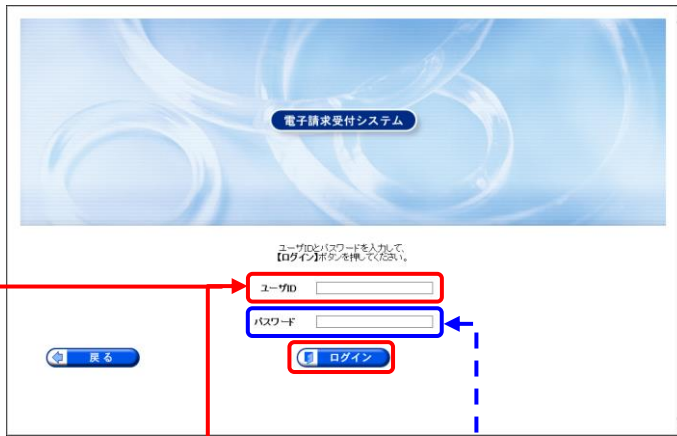 電子請求受付システム
ユーザIDとパスワードを入力して、
【ログイン】ボタンを押してください。
ユーザID
パスワード
戻る
ログイン